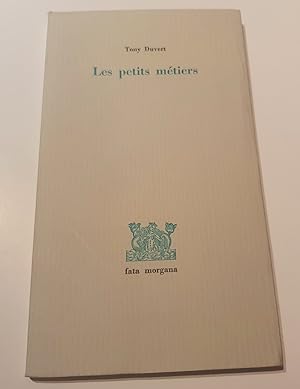 Tony Duvert
Les petits métiers
fata morgana